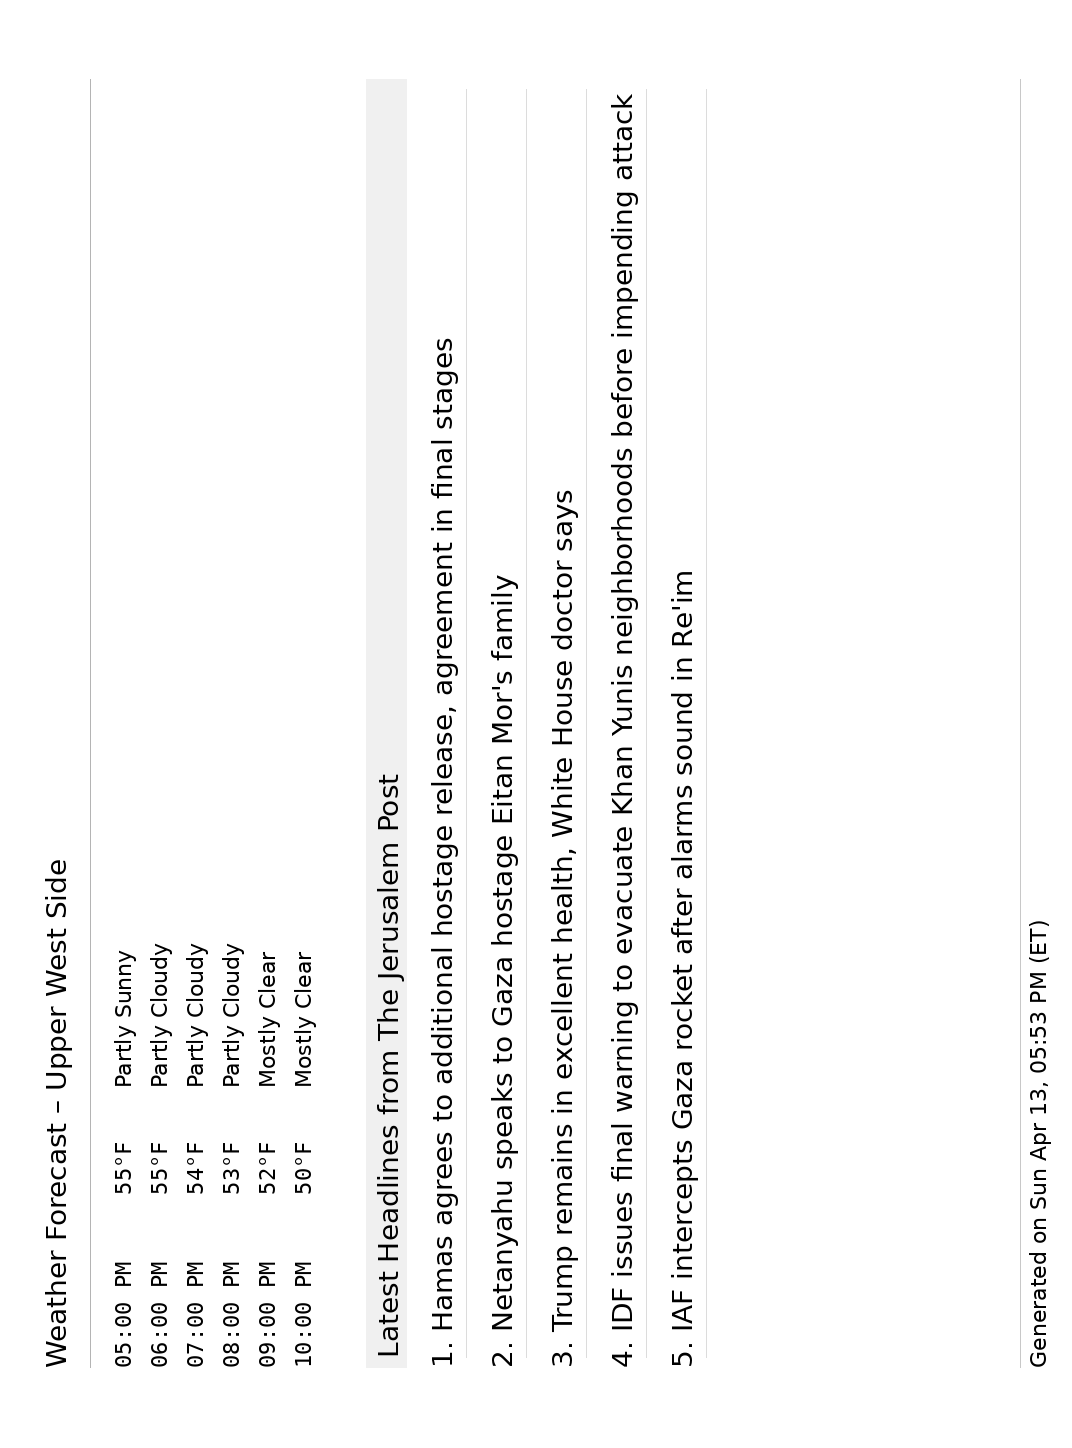 Weather Forecast – Upper West Side
05:00 PM 55°F Partly Sunny
06:00 PM 55°F Partly Cloudy
07:00 PM 54°F Partly Cloudy
08:00 PM 53°F Partly Cloudy
09:00 PM 52°F Mostly Clear
10:00 PM 50°F Mostly Clear
Latest Headlines from The Jerusalem Post
1. Hamas agrees to additional hostage release, agreement in final stages
2. Netanyahu speaks to Gaza hostage Eitan Mor's family
3. Trump remains in excellent health, White House doctor says
4. IDF issues final warning to evacuate Khan Yunis neighborhoods before impending attack
5. IAF intercepts Gaza rocket after alarms sound in Re'im
Generated on Sun Apr 13, 05:53 PM (ET)